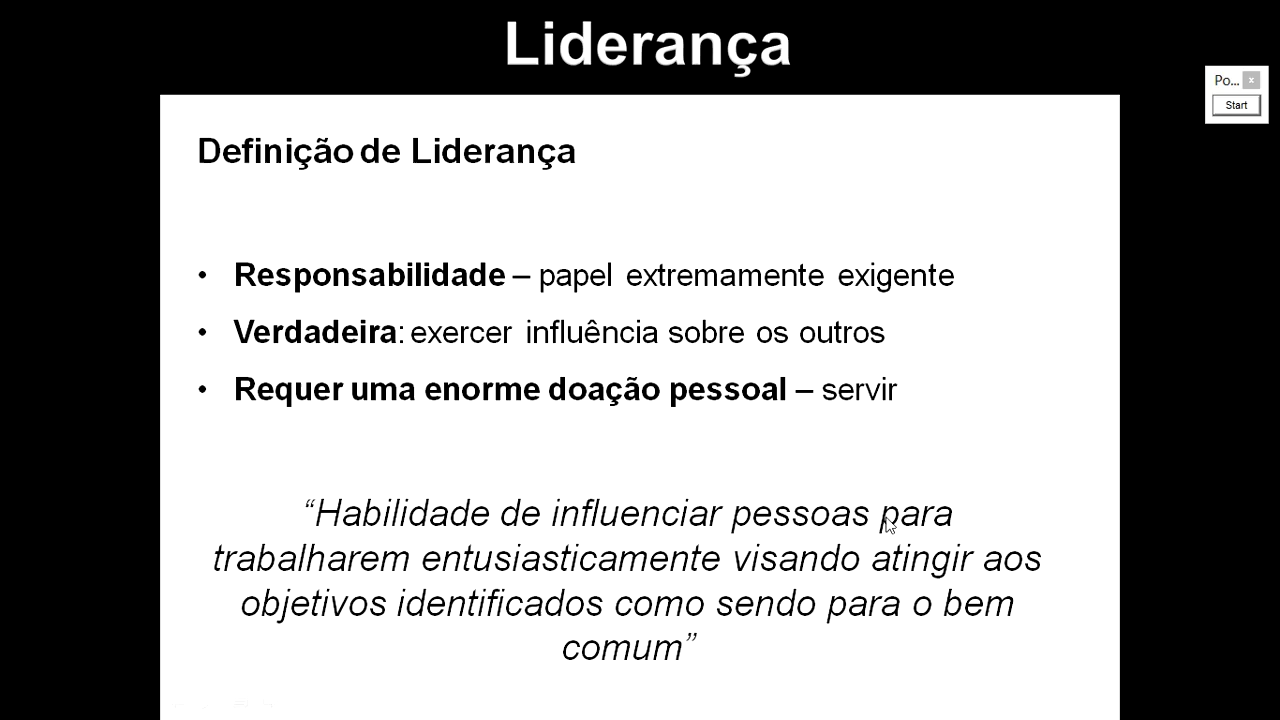 Liderança
Po...
x
Start
Definição de Liderança
• Responsabilidade – papel extremamente exigente
• Verdadeira: exercer influência sobre os outros
• Requer uma enorme doação pessoal – servir
“Habilidade de influenciar pessoas para
trabalharem entusiasticamente visando atingir aos
objetivos identificados como sendo para o bem
comum”